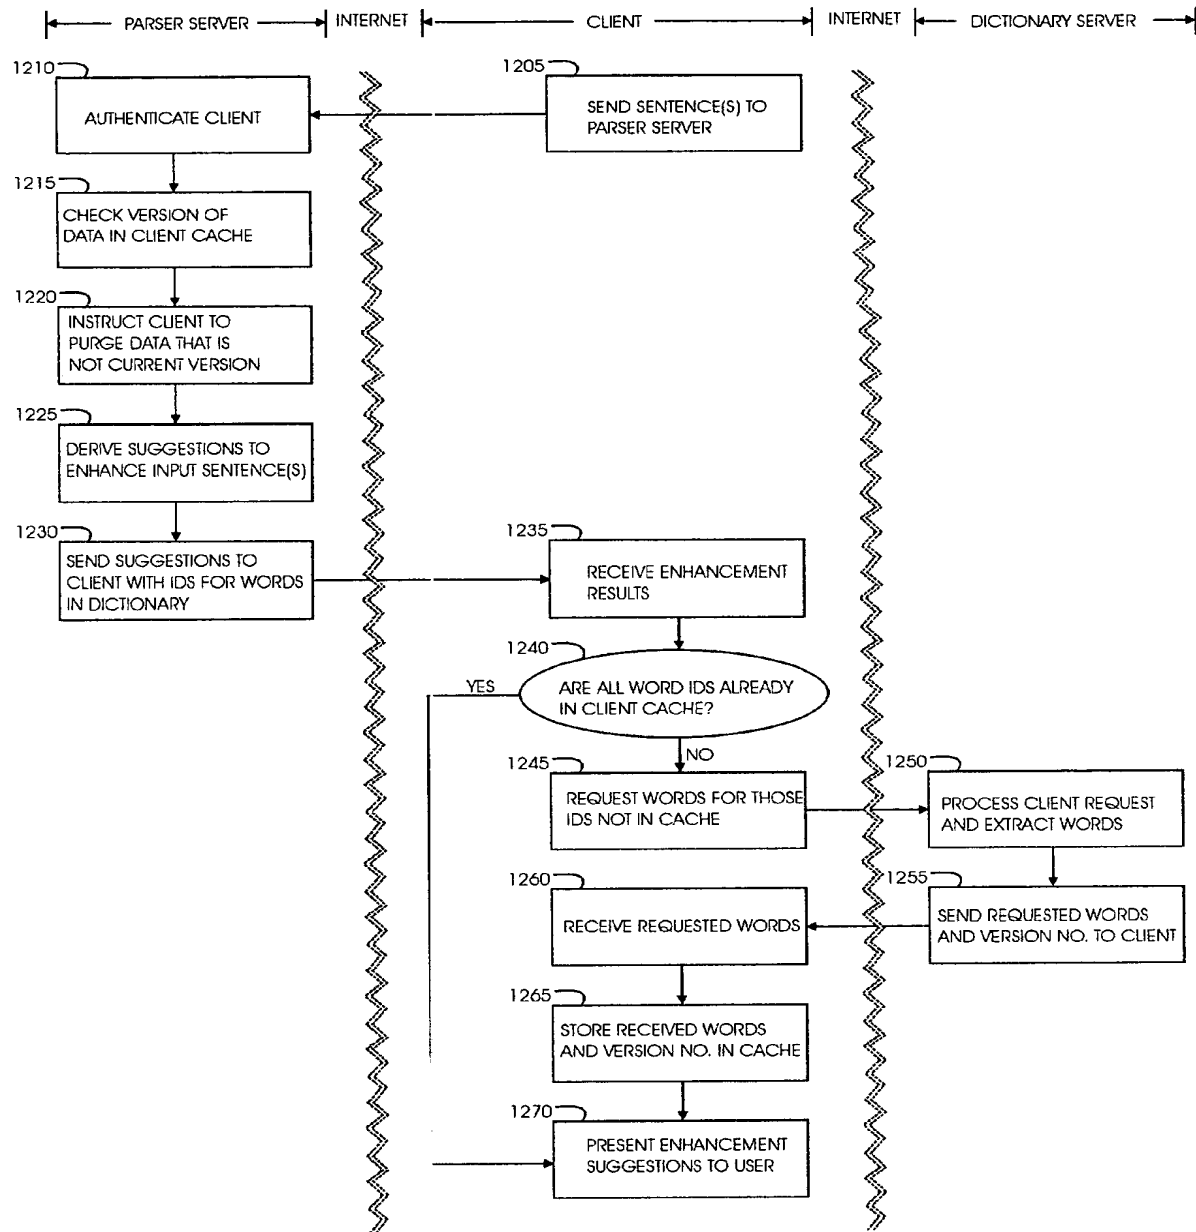 PARSER SERVER
INTERNET
CLIENT
INTERNET
DICTIONARY SERVER
1210
AUTHENTICATE CLIENT
1205
SEND SENTENCE(S) TO
PARSER SERVER
1215
CHECK VERSION OF
DATA IN CLIENT CACHE
1220
INSTRUCT CLIENT TO
PURGE DATA THAT IS
NOT CURRENT VERSION
1225
DERIVE SUGGESTIONS TO
ENHANCE INPUT SENTENCE(S)
1230
SEND SUGGESTIONS TO
CLIENT WITH IDS FOR WORDS
IN DICTIONARY
1235
RECEIVE ENHANCEMENT
RESULTS
1240
YES
ARE ALL WORD IDS ALREADY
IN CLIENT CACHE?
NO
1245
REQUEST WORDS FOR THOSE
IDS NOT IN CACHE
1250
PROCESS CLIENT REQUEST
AND EXTRACT WORDS
1255
SEND REQUESTED WORDS
AND VERSION NO. TO CLIENT
1260
RECEIVE REQUESTED WORDS
1265
STORE RECEIVED WORDS
AND VERSION NO. IN CACHE
1270
PRESENT ENHANCEMENT
SUGGESTIONS TO USER